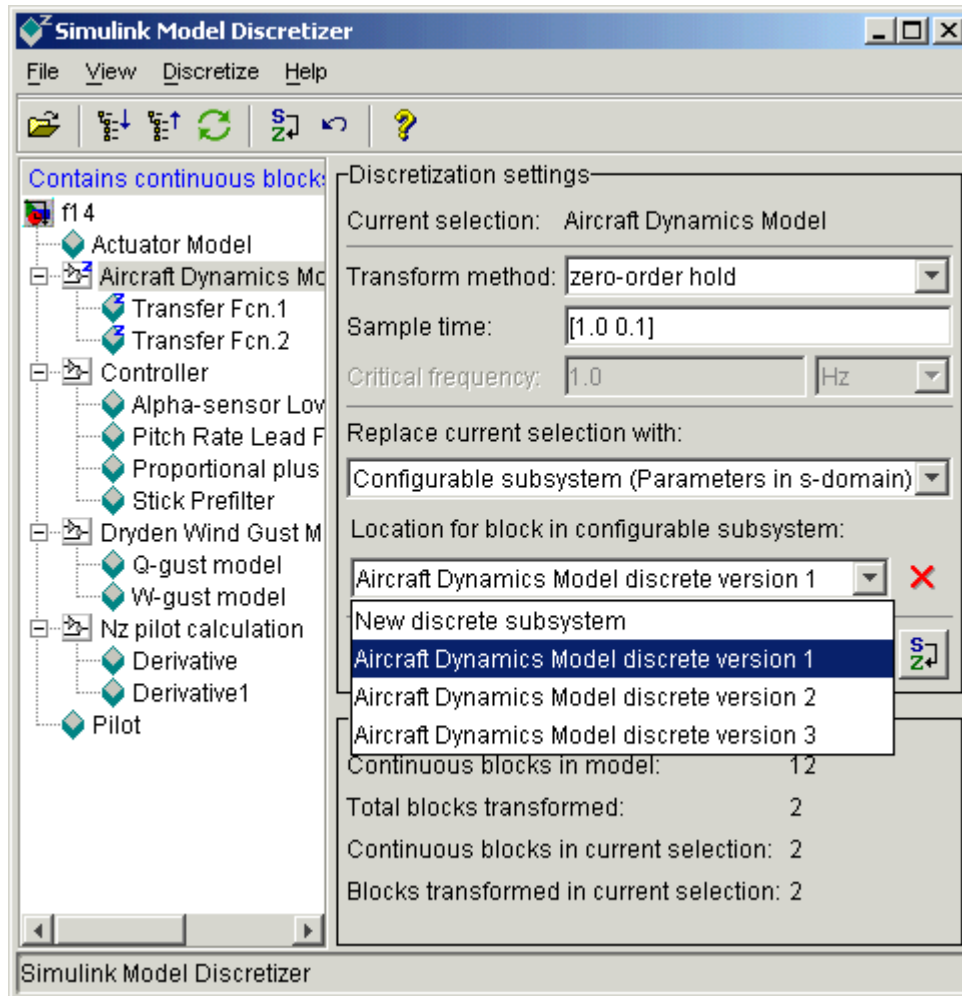 Simulink Model Discretizer
File View Discretize Help
Contains continuous block
f14
Actuator Model
Aircraft Dynamics Mo
Transfer Fcn.1
Transfer Fcn.2
Controller
Alpha-sensor Lov
Pitch Rate Lead F
Proportional plus
Stick Prefilter
Dryden Wind Gust M
Q-gust model
W-gust model
Nz pilot calculation
Derivative
Derivative1
Pilot
Discretization settings
Current selection: Aircraft Dynamics Model
Transform method: zero-order hold
Sample time: [1.0 0.1]
Critical frequency: 1.0 Hz
Replace current selection with:
Configurable subsystem (Parameters in s-domain)
Location for block in configurable subsystem:
Aircraft Dynamics Model discrete version 1
New discrete subsystem
Aircraft Dynamics Model discrete version 1
Aircraft Dynamics Model discrete version 2
Aircraft Dynamics Model discrete version 3
Continuous blocks in model: 12
Total blocks transformed: 2
Continuous blocks in current selection: 2
Blocks transformed in current selection: 2
Simulink Model Discretizer